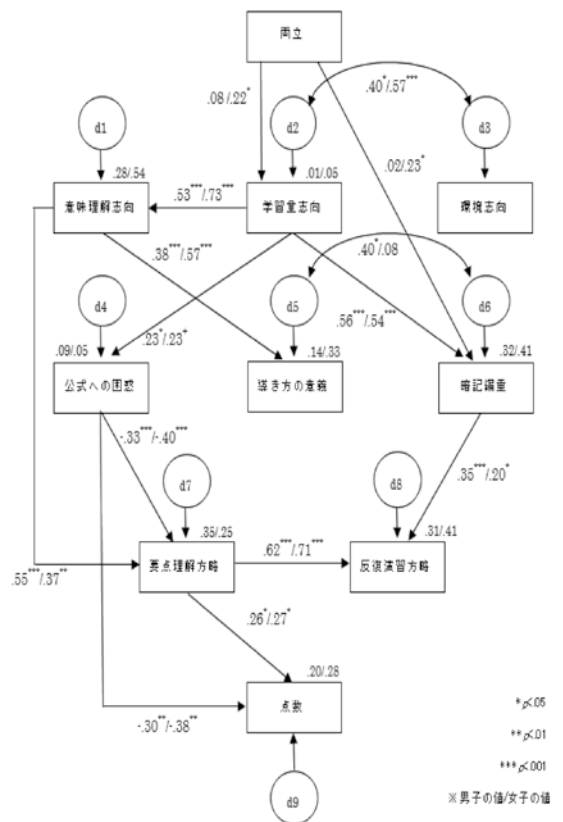 両立
.08/.22*
.40*/.57***
d1
d2
d3
.02/.23*
.28/.54
.01/.05
意味理解志向
.53***/.73***
学習量志向
環境志向
.38***/.57***
.40*/.08
d4
d5
d6
.23*/.23+
.56***/.54***
.09/.05
.14/.33
.32/.41
公式への困惑
導き方の意義
暗記編重
-.33***/-.40***
d7
d8
.35***/.20*
.35/.25
.31/.41
要点理解方略
.62***/.71***
反復演習方略
.55***/.37**
.26*/.27*
.20/.28
点数
-.30**/-.38**
d9
*p<.05
**p<.01
***p<.001
※男子の値/女子の値